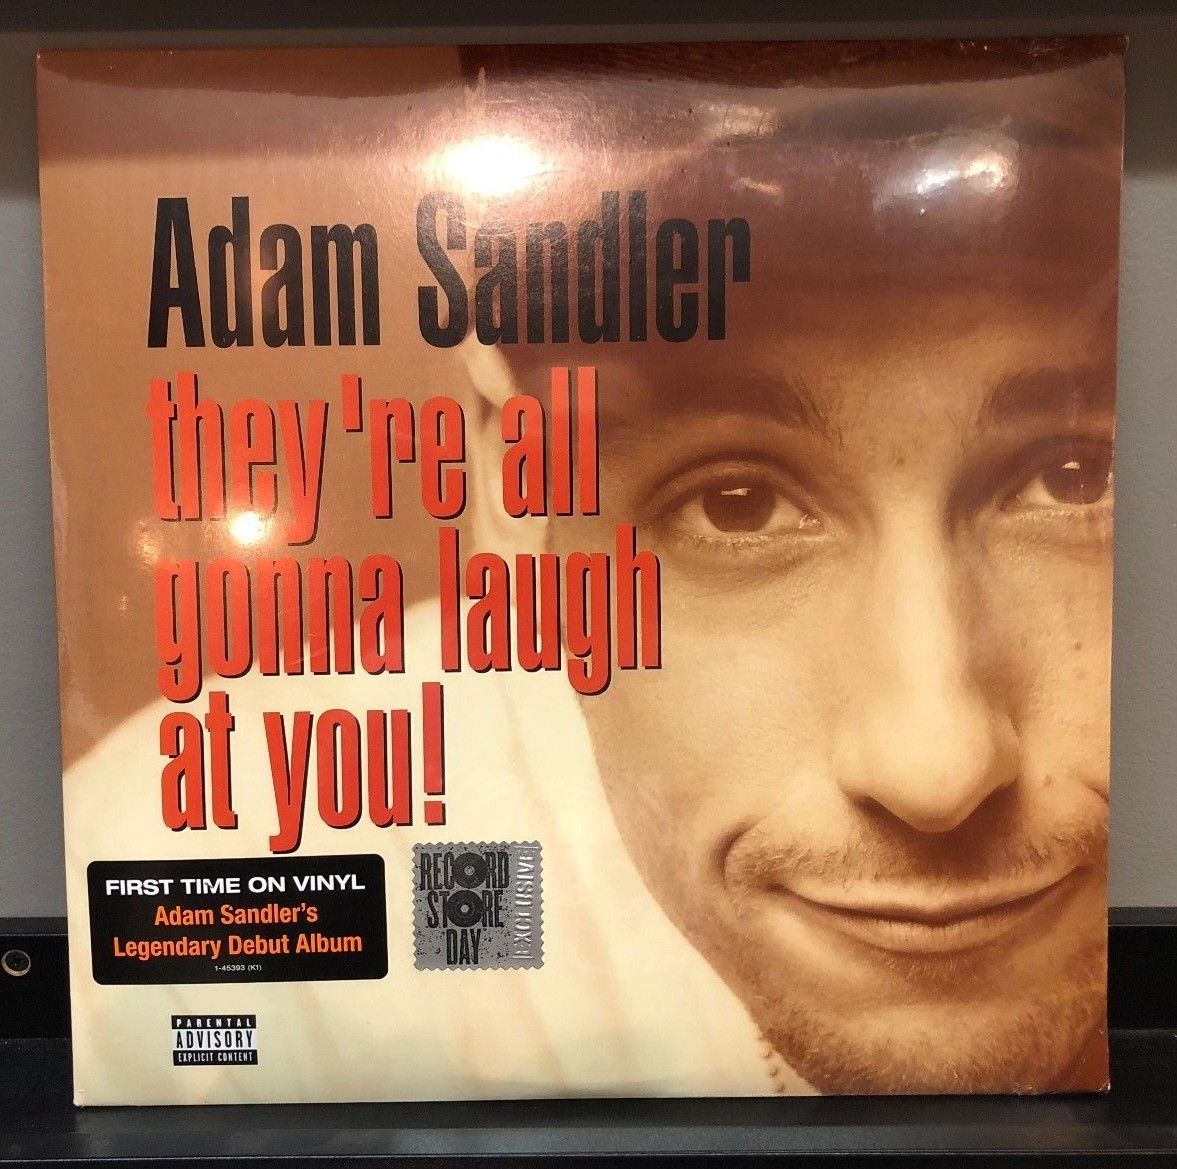 Adam Sandler
they're all
gonna laugh
at you!
FIRST TIME ON VINYL
Adam Sandler's
Legendary Debut Album
1-45393 (K1)
RECORD
STORE
DAY
EXCLUSIVE
PARENTAL
ADVISORY
EXPLICIT CONTENT